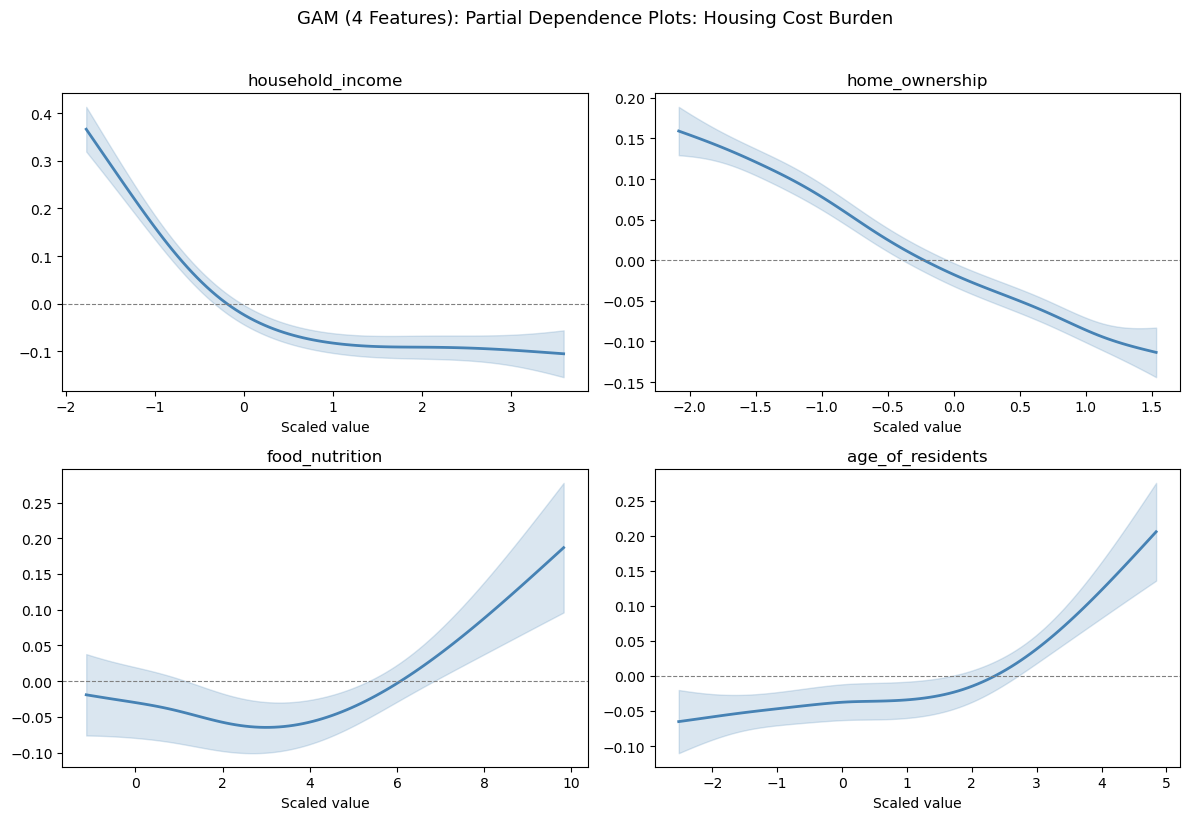 GAM (4 Features): Partial Dependence Plots: Housing Cost Burden
household_income
0.4
0.3
0.2
0.1
0.0
−0.1
−2 −1 0 1 2 3
Scaled value
home_ownership
0.20
0.15
0.10
0.05
0.00
−0.05
−0.10
−0.15
−2.0 −1.5 −1.0 −0.5 0.0 0.5 1.0 1.5
Scaled value
food_nutrition
0.25
0.20
0.15
0.10
0.05
0.00
−0.05
−0.10
0 2 4 6 8 10
Scaled value
age_of_residents
0.25
0.20
0.15
0.10
0.05
0.00
−0.05
−0.10
−2 −1 0 1 2 3 4 5
Scaled value